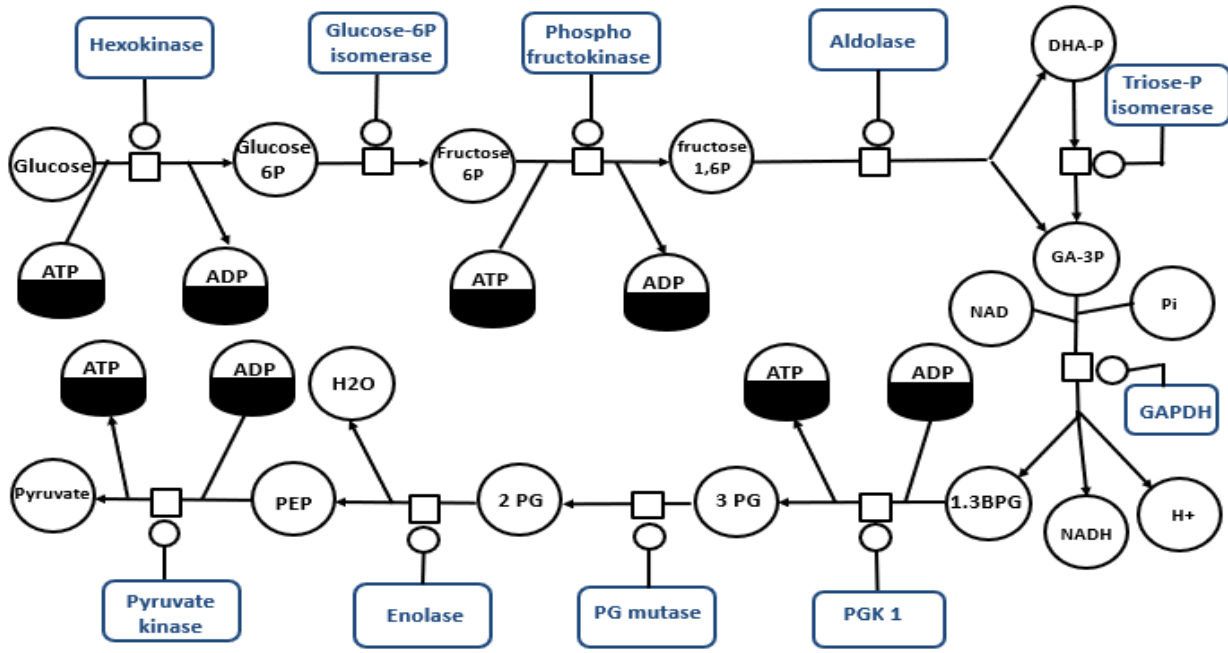 Hexokinase
Glucose-6P
isomerase
Phospho
fructokinase
Aldolase
DHA-P
Triose-P
isomerase
Glucose
Glucose
6P
Fructose
6P
fructose
1,6P
GA-3P
ATP
ADP
ATP
ADP
NAD
Pi
GAPDH
ATP
ADP
H2O
ATP
ADP
Pyruvate
PEP
2 PG
3 PG
1.3BPG
NADH
H+
Pyruvate
kinase
Enolase
PG mutase
PGK 1